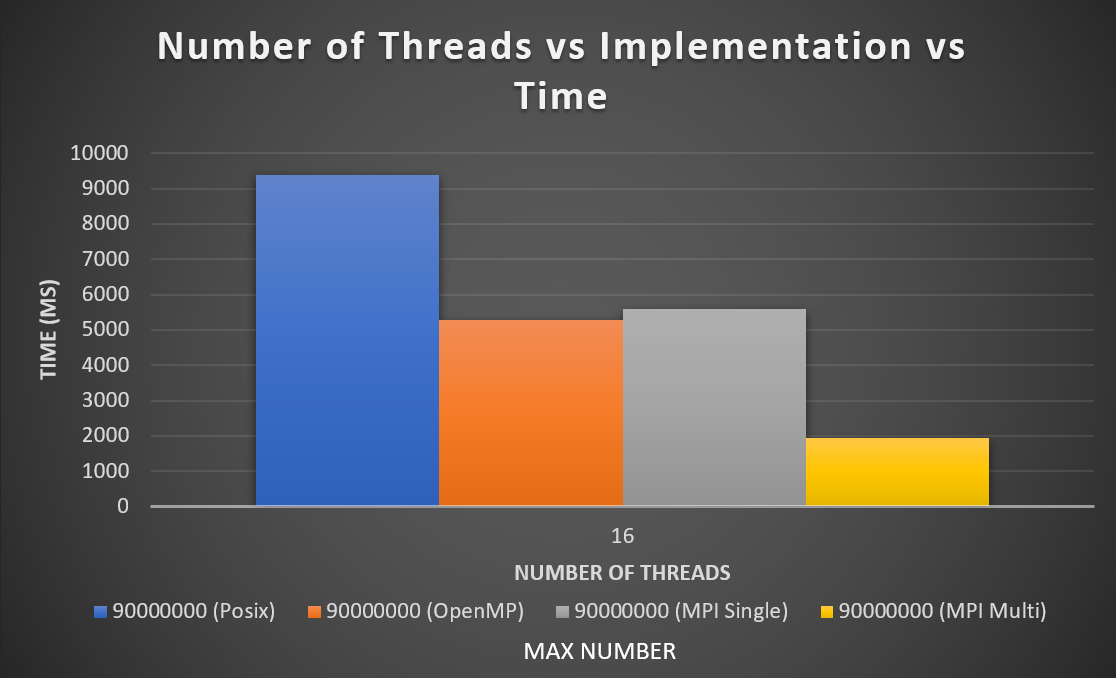 Number of Threads vs Implementation vs
Time
10000
9000
8000
7000
6000
5000
4000
3000
2000
1000
0
TIME (MS)
16
NUMBER OF THREADS
90000000 (Posix) 90000000 (OpenMP) 90000000 (MPI Single) 90000000 (MPI Multi)
MAX NUMBER